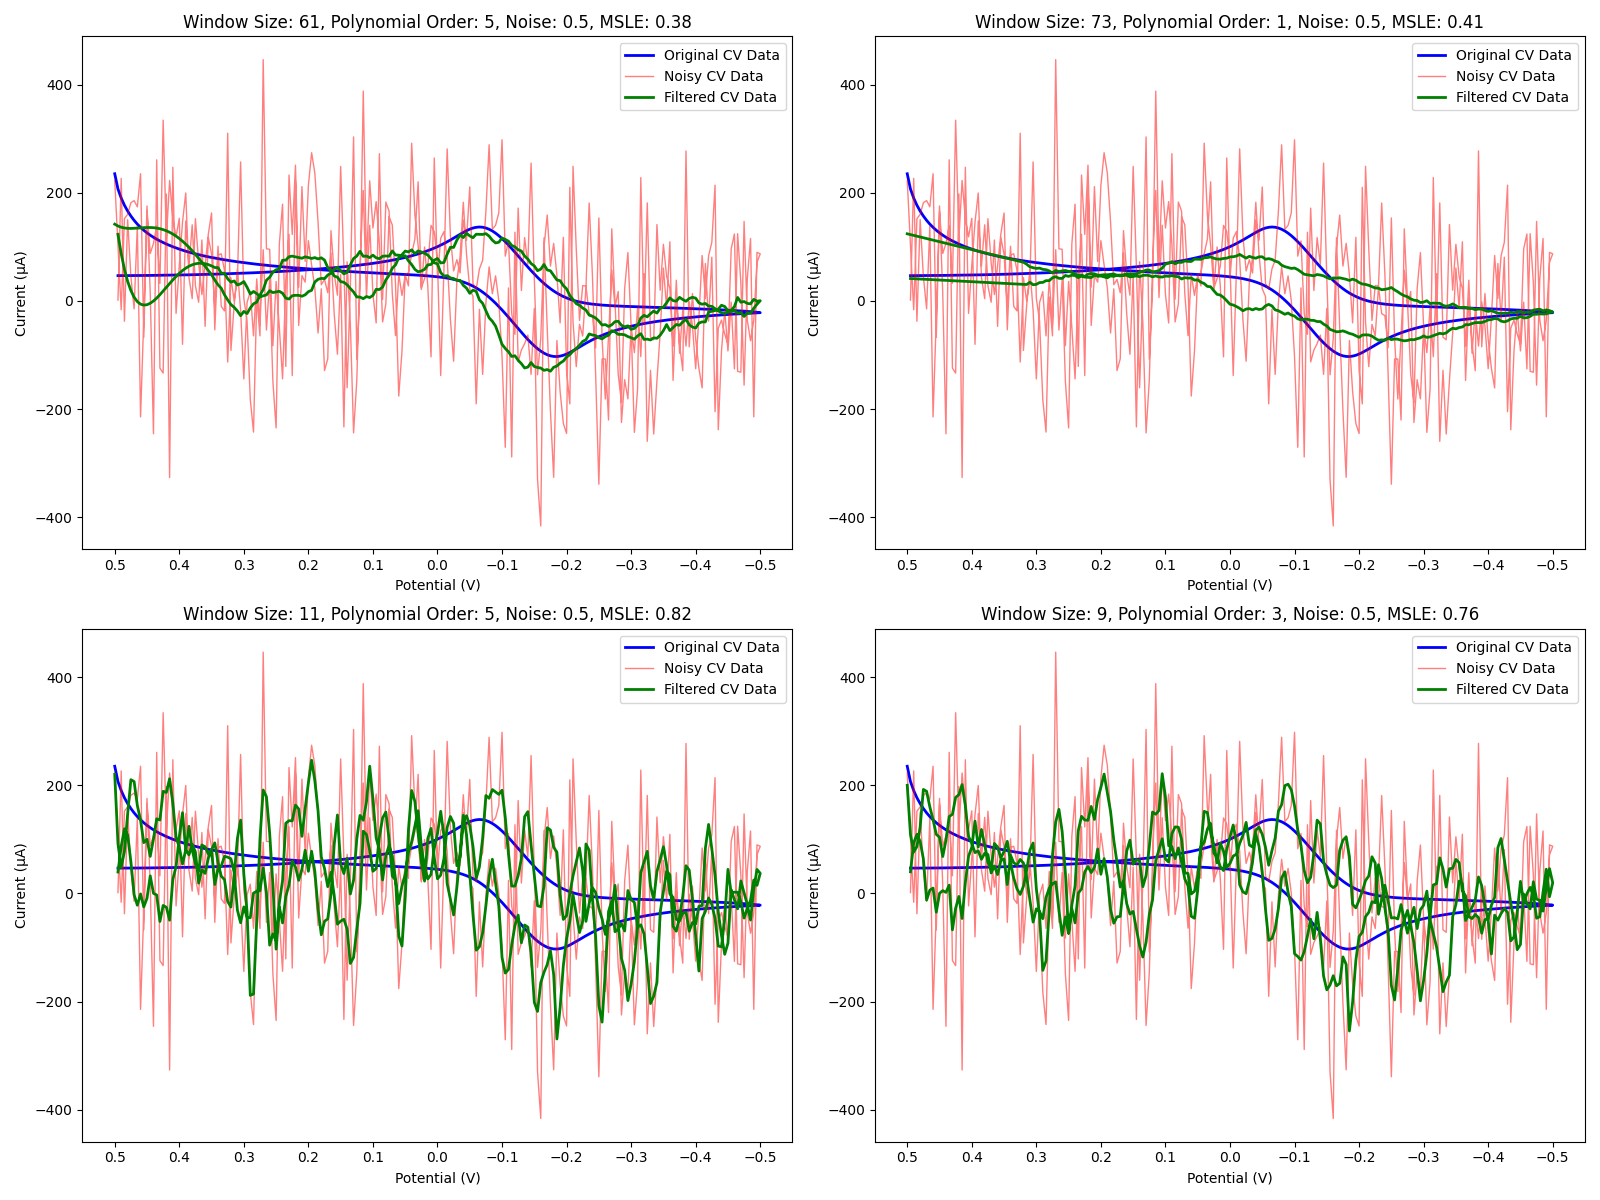 Window Size: 61, Polynomial Order: 5, Noise: 0.5, MSLE: 0.38
Original CV Data
Noisy CV Data
Filtered CV Data
400
200
0
−200
−400
Current (μA)
0.5 0.4 0.3 0.2 0.1 0.0 −0.1 −0.2 −0.3 −0.4 −0.5
Potential (V)
Window Size: 73, Polynomial Order: 1, Noise: 0.5, MSLE: 0.41
Original CV Data
Noisy CV Data
Filtered CV Data
400
200
0
−200
−400
Current (μA)
0.5 0.4 0.3 0.2 0.1 0.0 −0.1 −0.2 −0.3 −0.4 −0.5
Potential (V)
Window Size: 11, Polynomial Order: 5, Noise: 0.5, MSLE: 0.82
Original CV Data
Noisy CV Data
Filtered CV Data
400
200
0
−200
−400
Current (μA)
0.5 0.4 0.3 0.2 0.1 0.0 −0.1 −0.2 −0.3 −0.4 −0.5
Potential (V)
Window Size: 9, Polynomial Order: 3, Noise: 0.5, MSLE: 0.76
Original CV Data
Noisy CV Data
Filtered CV Data
400
200
0
−200
−400
Current (μA)
0.5 0.4 0.3 0.2 0.1 0.0 −0.1 −0.2 −0.3 −0.4 −0.5
Potential (V)